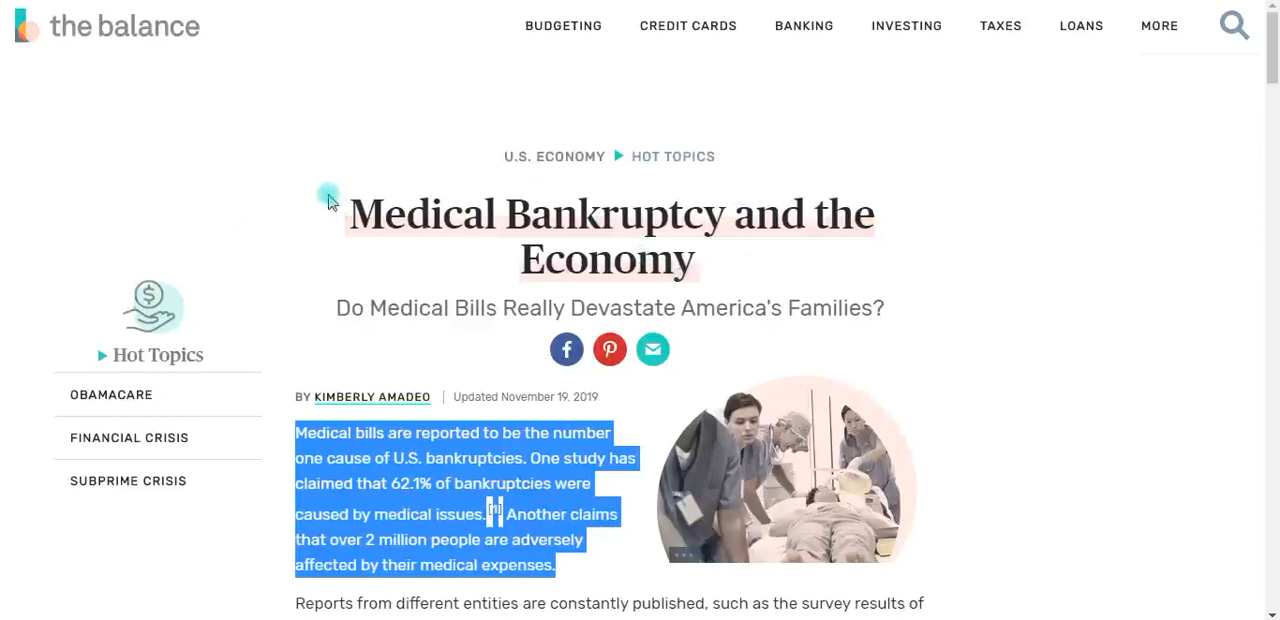 the balance
BUDGETING CREDIT CARDS BANKING INVESTING TAXES LOANS MORE
U.S. ECONOMY HOT TOPICS
Medical Bankruptcy and the
Economy
Do Medical Bills Really Devastate America's Families?
Hot Topics
OBAMACARE
FINANCIAL CRISIS
SUBPRIME CRISIS
BY KIMBERLY AMADEO | Updated November 19, 2019
Medical bills are reported to be the number
one cause of U.S. bankruptcies. One study has
claimed that 62.1% of bankruptcies were
caused by medical issues.[1] Another claims
that over 2 million people are adversely
affected by their medical expenses.
Reports from different entities are constantly published, such as the survey results of